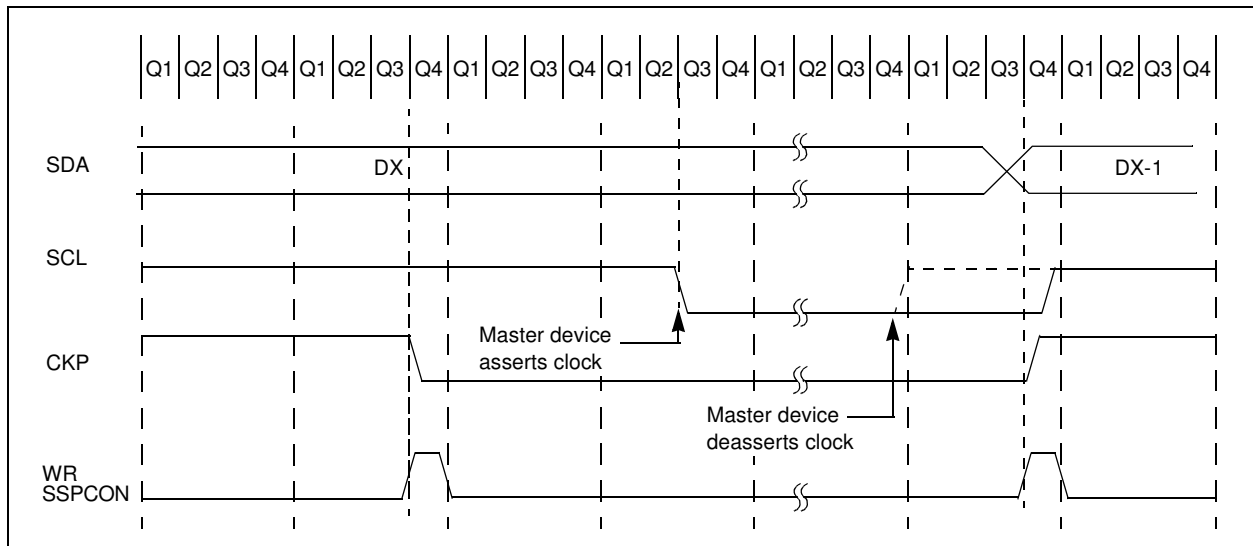 Q1 Q2 Q3 Q4 Q1 Q2 Q3 Q4 Q1 Q2 Q3 Q4 Q1 Q2 Q3 Q4 Q1 Q2 Q3 Q4 Q1 Q2 Q3 Q4 Q1 Q2 Q3 Q4
SDA DX DX-1
SCL
Master device
asserts clock
CKP
Master device
deasserts clock
WR
SSPCON